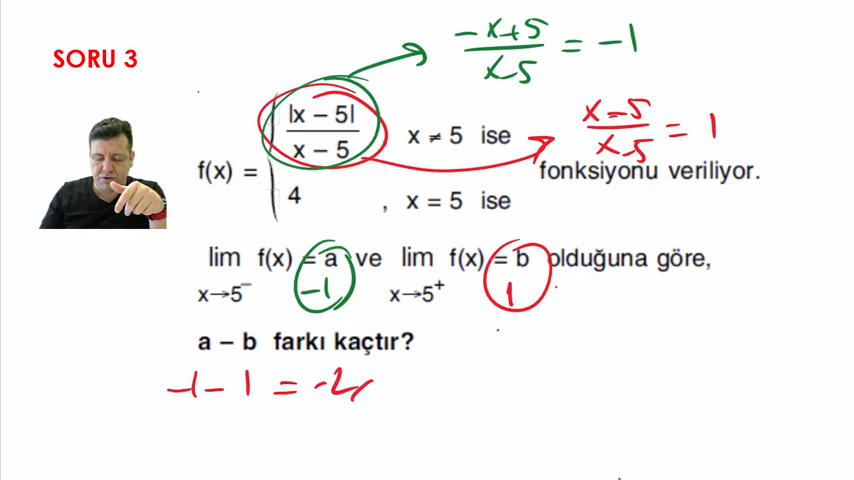 SORU 3
-x+5 / x-5 = -1
x-5 / x-5 = 1
f(x) =
|x – 5|
x – 5
x ≠ 5 ise
4 , x = 5 ise
fonksiyonu veriliyor.
lim f(x) = a ve lim f(x) = b olduğuna göre,
x→5⁻ -1 x→5⁺ 1
a – b farkı kaçtır?
-1 - 1 = -2